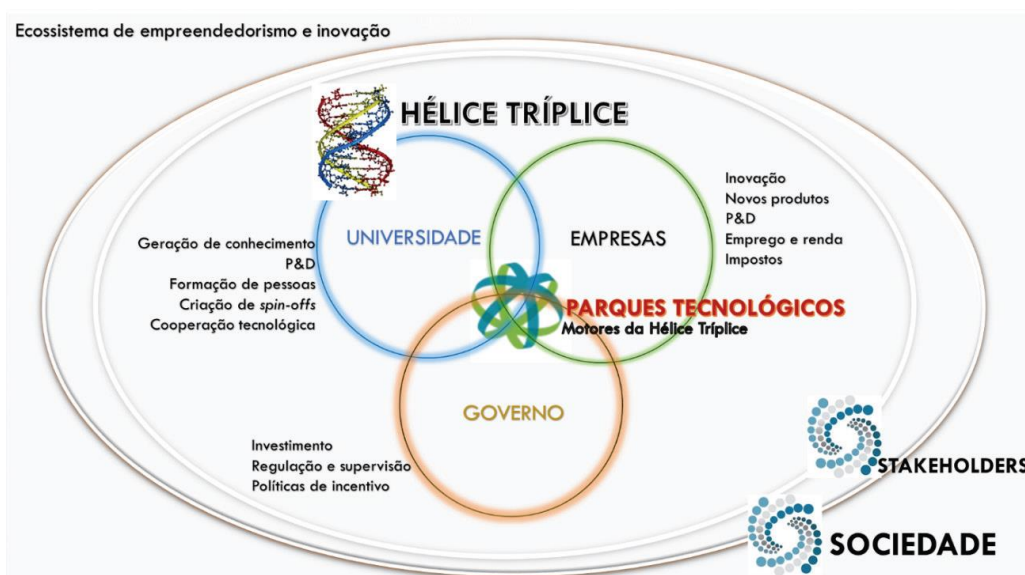 Ecossistema de empreendedorismo e inovação
HÉLICE TRÍPLICE
UNIVERSIDADE
EMPRESAS
Geração de conhecimento
P&D
Formação de pessoas
Criação de spin-offs
Cooperação tecnológica
Inovação
Novos produtos
P&D
Emprego e renda
Impostos
PARQUES TECNOLÓGICOS
Motores da Hélice Tríplice
GOVERNO
Investimento
Regulação e supervisão
Políticas de incentivo
STAKEHOLDERS
SOCIEDADE